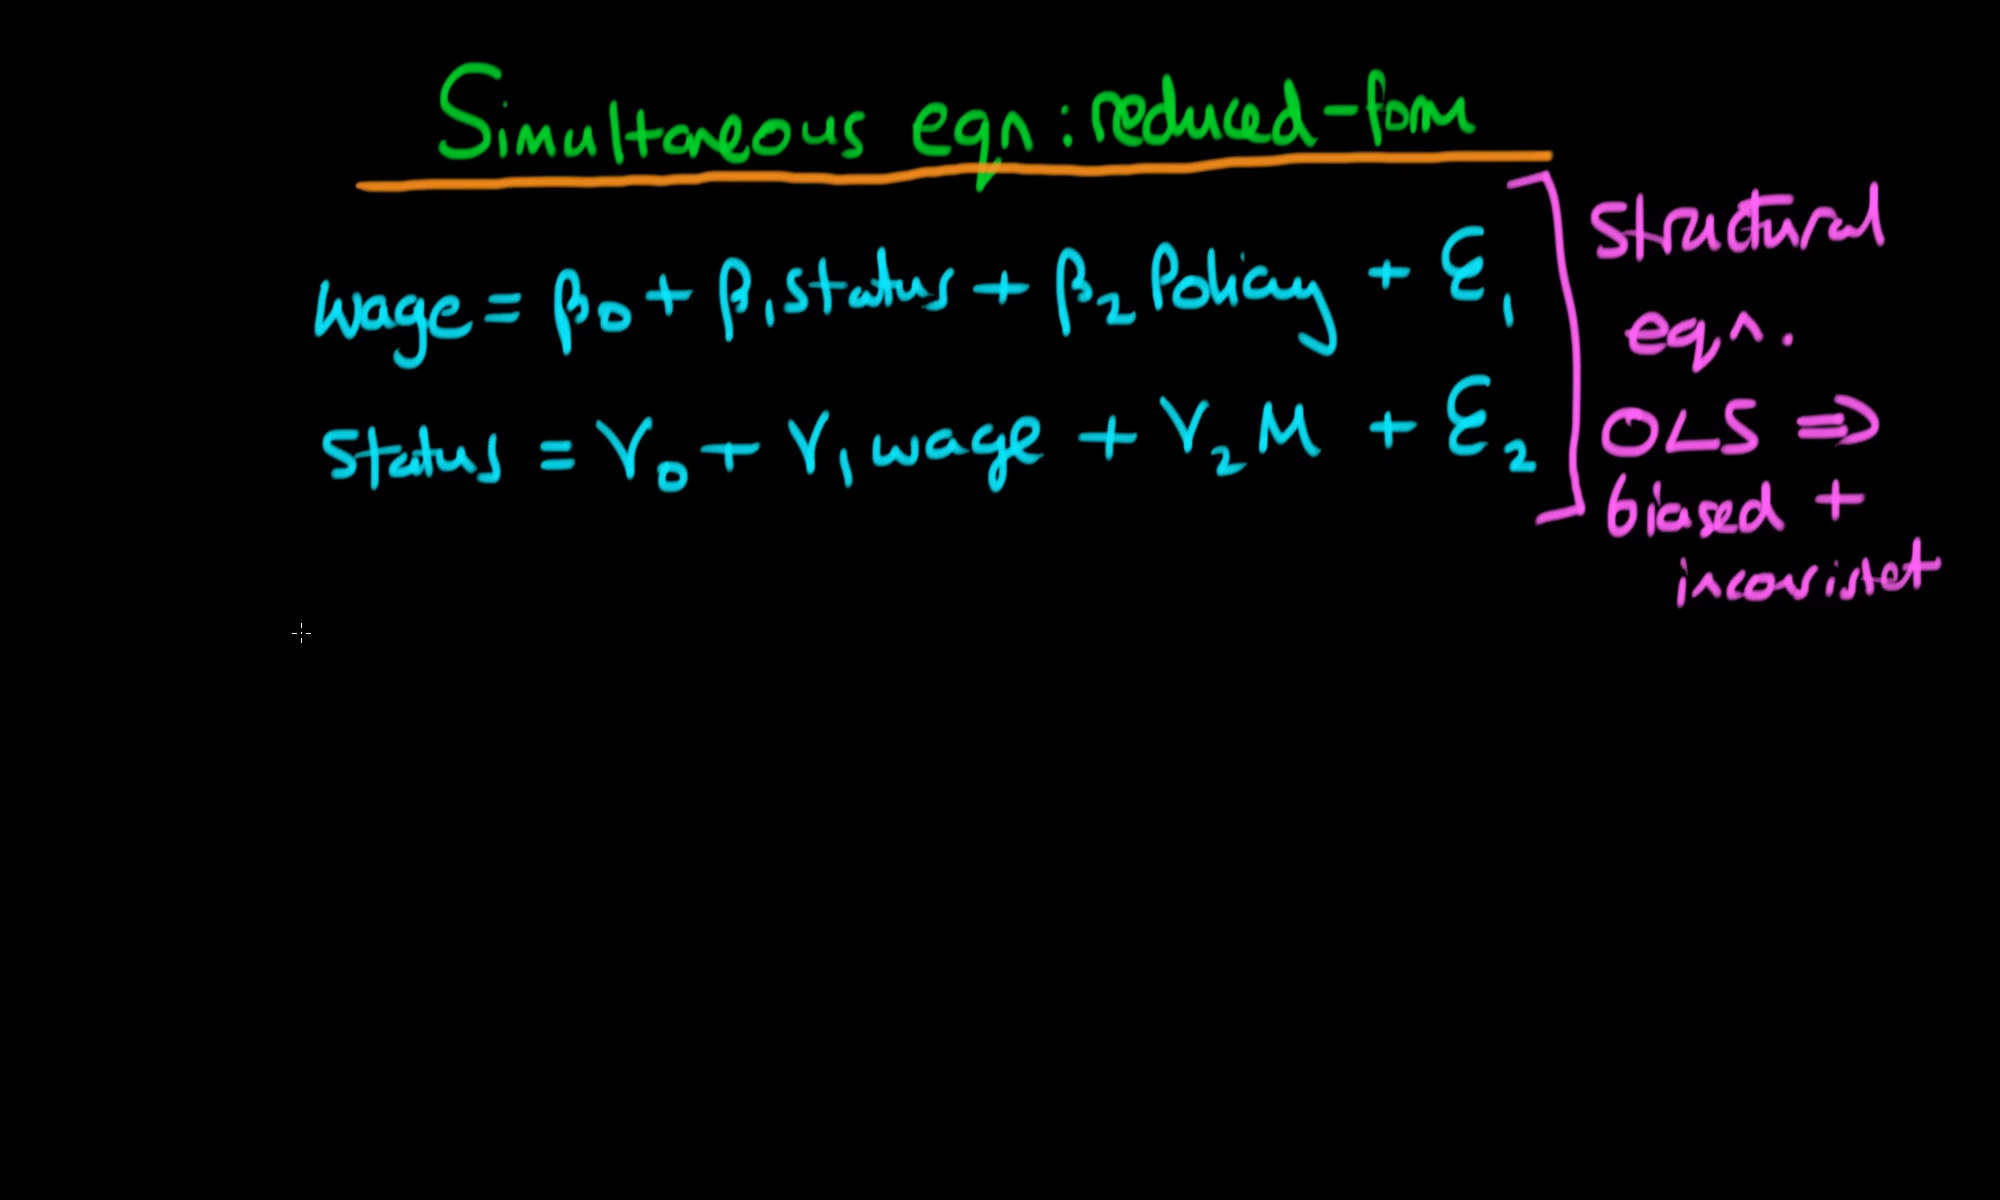 Simultaneous eqn: reduced-form
wage = β0 + β1 status + β2 Policy + ε1
status = γ0 + γ1 wage + γ2 M + ε2
structural
eqn.
OLS ⇒
biased +
inconsistet